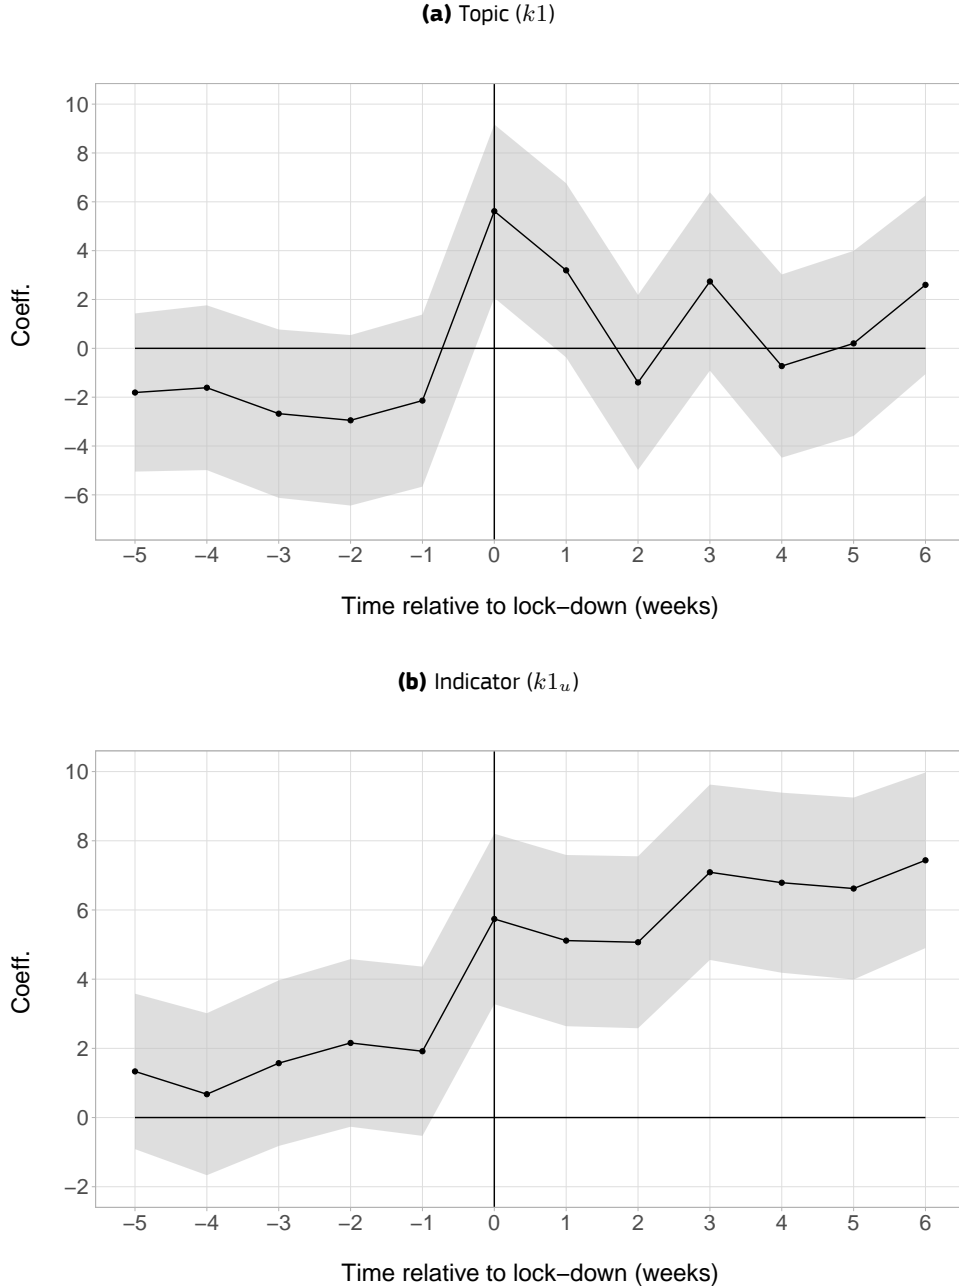 (a) Topic (k1)
10
8
6
4
2
0
−2
−4
−6
Coeff.
−5 −4 −3 −2 −1 0 1 2 3 4 5 6
Time relative to lock−down (weeks)
(b) Indicator (k1u)
10
8
6
4
2
0
−2
Coeff.
−5 −4 −3 −2 −1 0 1 2 3 4 5 6
Time relative to lock−down (weeks)